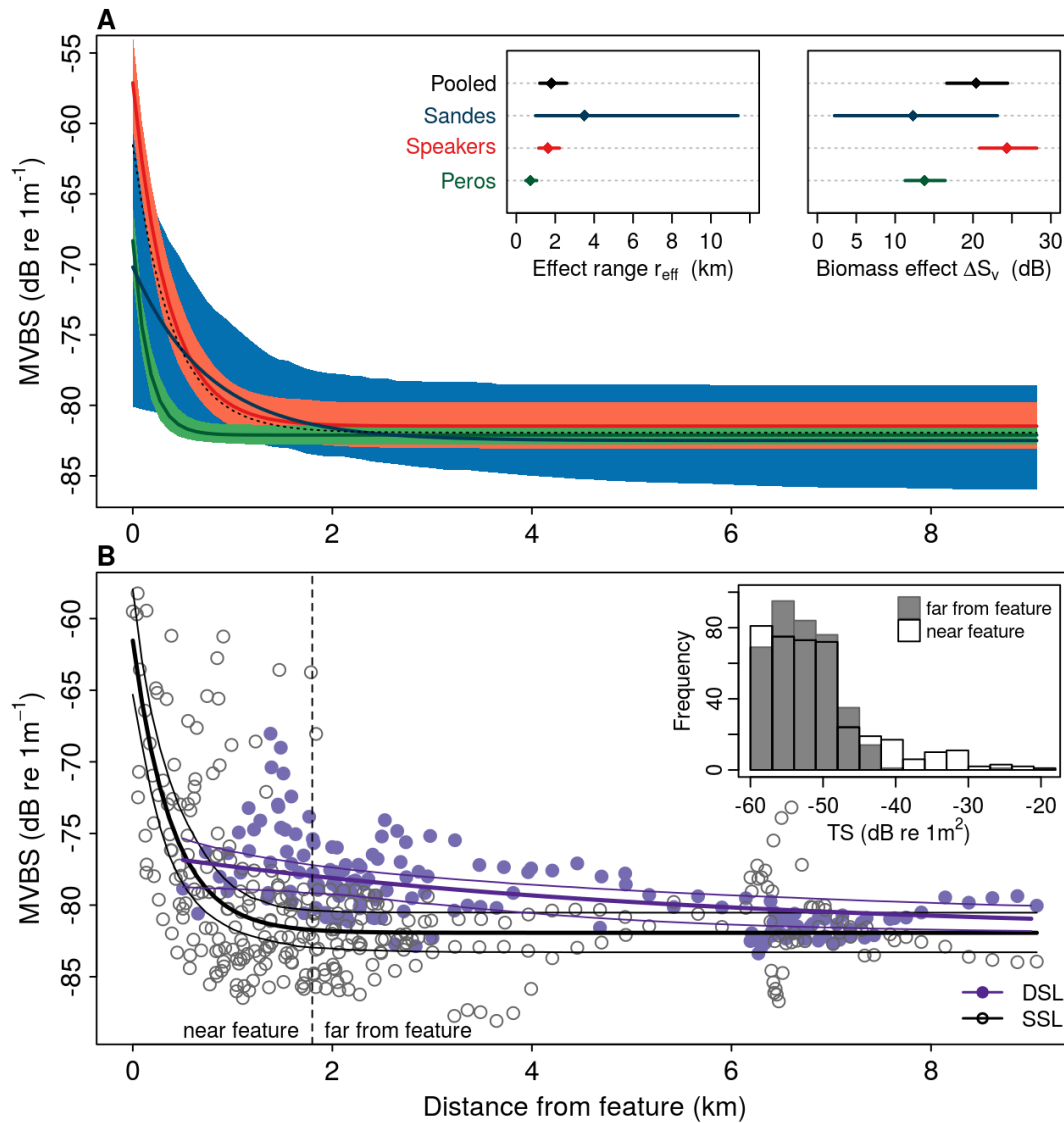 A
MVBS (dB re 1m-1)
-55
-60
-65
-70
-75
-80
-85
0 2 4 6 8
Pooled
Sandes
Speakers
Peros
0 2 4 6 8 10
Effect range reff (km)
0 5 10 15 20 25 30
Biomass effect ΔSv (dB)
B
MVBS (dB re 1m−1)
-60
-65
-70
-75
-80
-85
near feature far from feature
Frequency
80
40
0
far from feature
near feature
-60 -50 -40 -30 -20
TS (dB re 1m2)
DSL
SSL
0 2 4 6 8
Distance from feature (km)